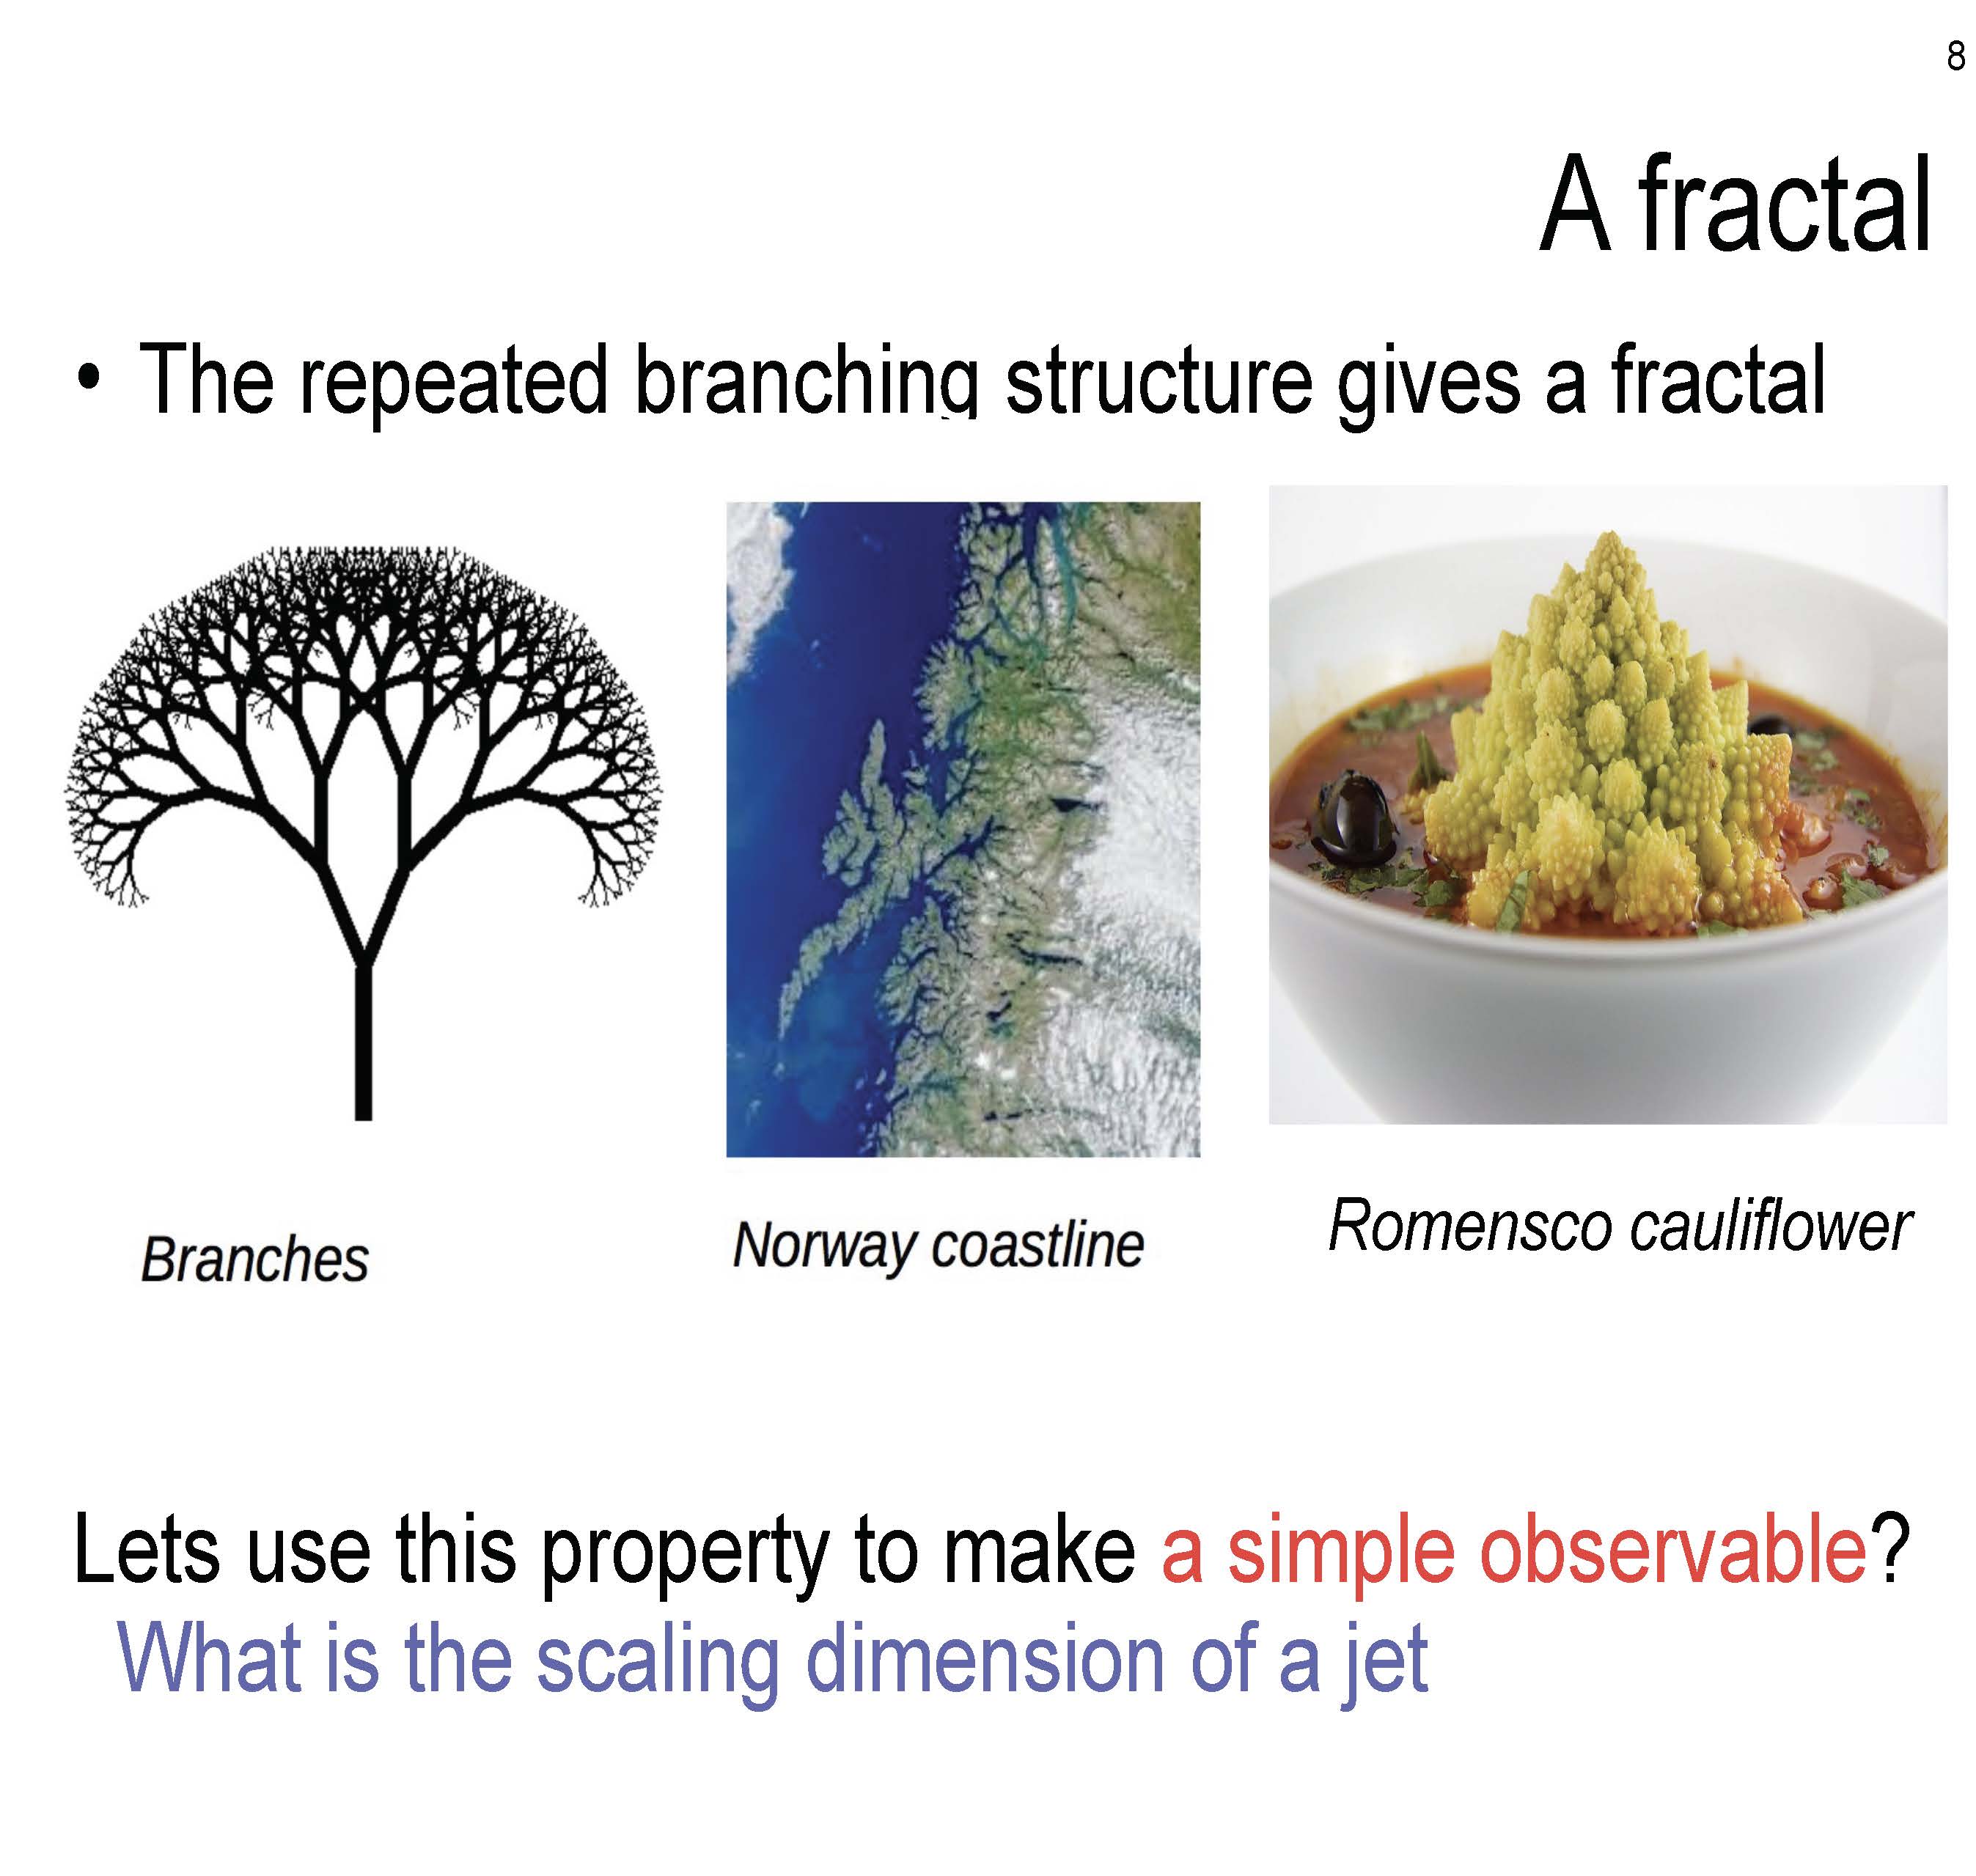 8
A fractal
• The repeated branching structure gives a fractal
Branches
Norway coastline
Romensco cauliflower
Lets use this property to make a simple observable?
What is the scaling dimension of a jet